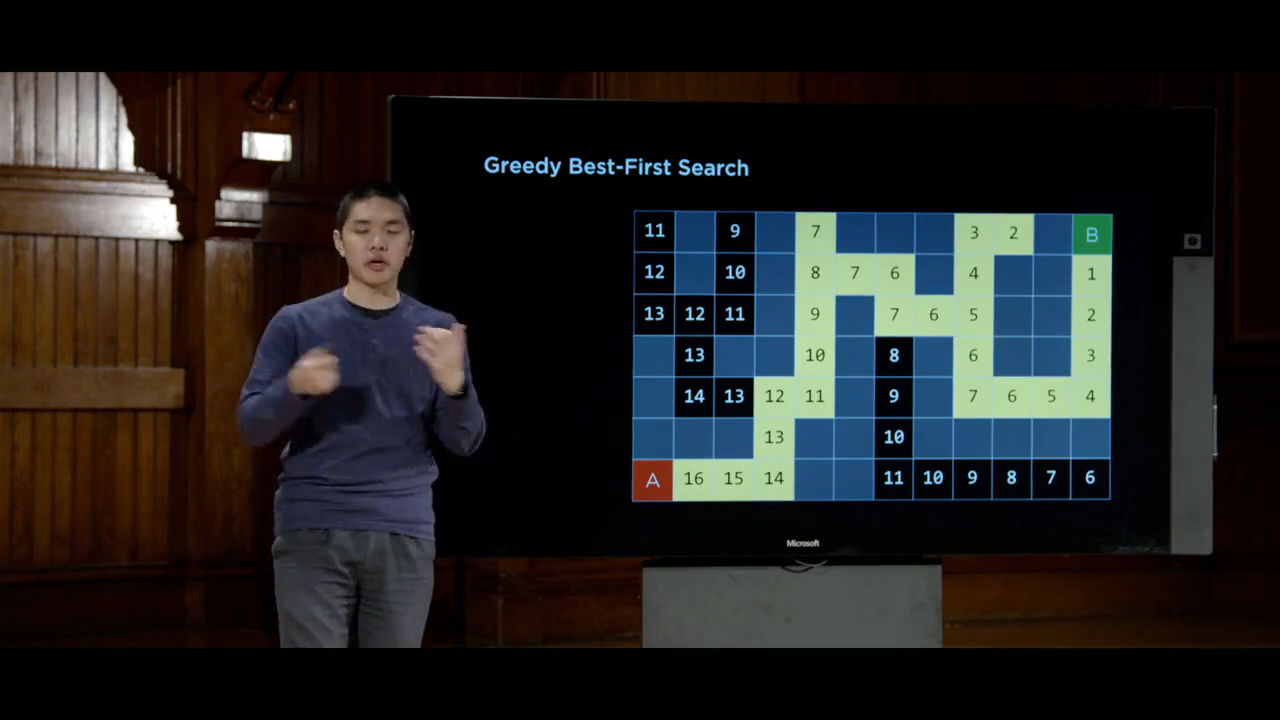 Greedy Best-First Search
11 9 7 3 2 B
12 10 8 7 6 4 1
13 12 11 9 7 6 5 2
13 10 8 6 3
14 13 12 11 9 7 6 5 4
13 10
A 16 15 14 11 10 9 8 7 6
Microsoft